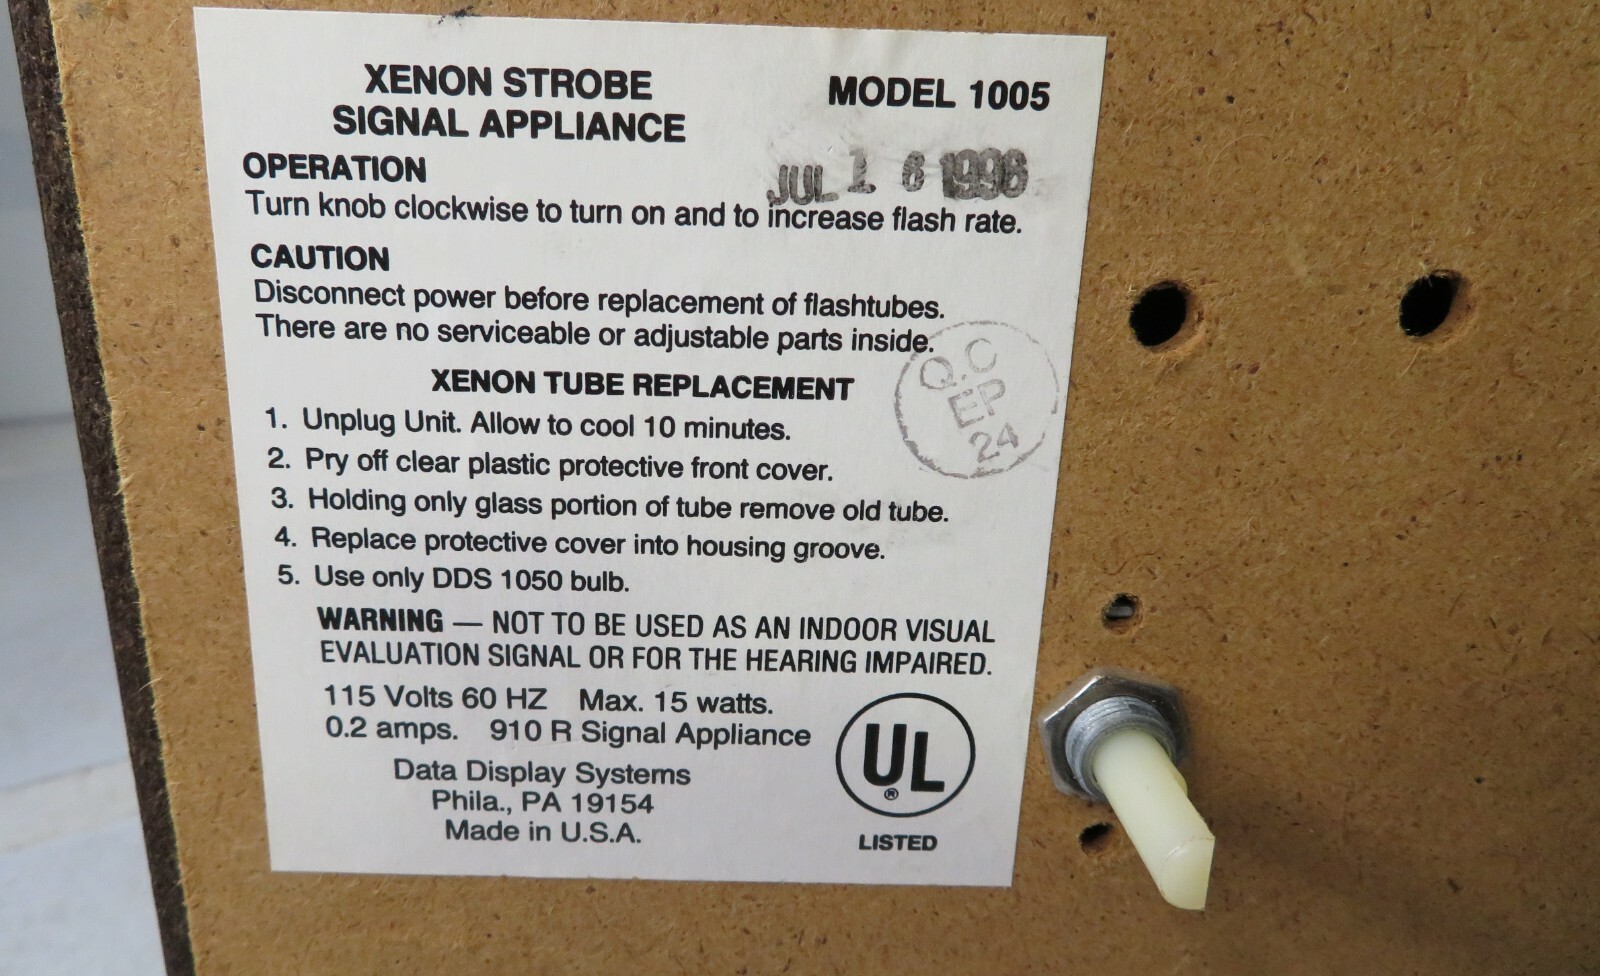 XENON STROBE
SIGNAL APPLIANCE
MODEL 1005
JUL 16 1996
OPERATION
Turn knob clockwise to turn on and to increase flash rate.
CAUTION
Disconnect power before replacement of flashtubes.
There are no serviceable or adjustable parts inside.
Q.C
EP
24
XENON TUBE REPLACEMENT
1. Unplug Unit. Allow to cool 10 minutes.
2. Pry off clear plastic protective front cover.
3. Holding only glass portion of tube remove old tube.
4. Replace protective cover into housing groove.
5. Use only DDS 1050 bulb.
WARNING — NOT TO BE USED AS AN INDOOR VISUAL
EVALUATION SIGNAL OR FOR THE HEARING IMPAIRED.
115 Volts 60 HZ Max. 15 watts.
0.2 amps. 910 R Signal Appliance
Data Display Systems
Phila., PA 19154
Made in U.S.A.
UL
®
LISTED